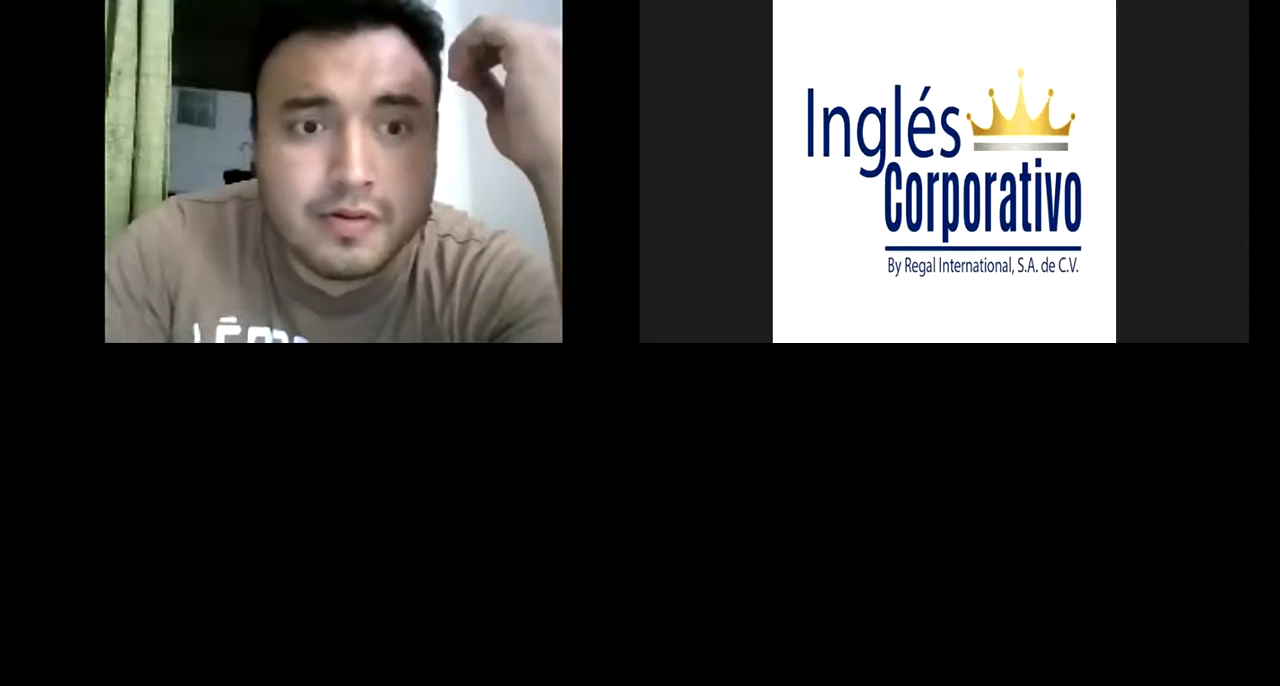 Inglés
Corporativo
By Regal International, S.A. de C.V.